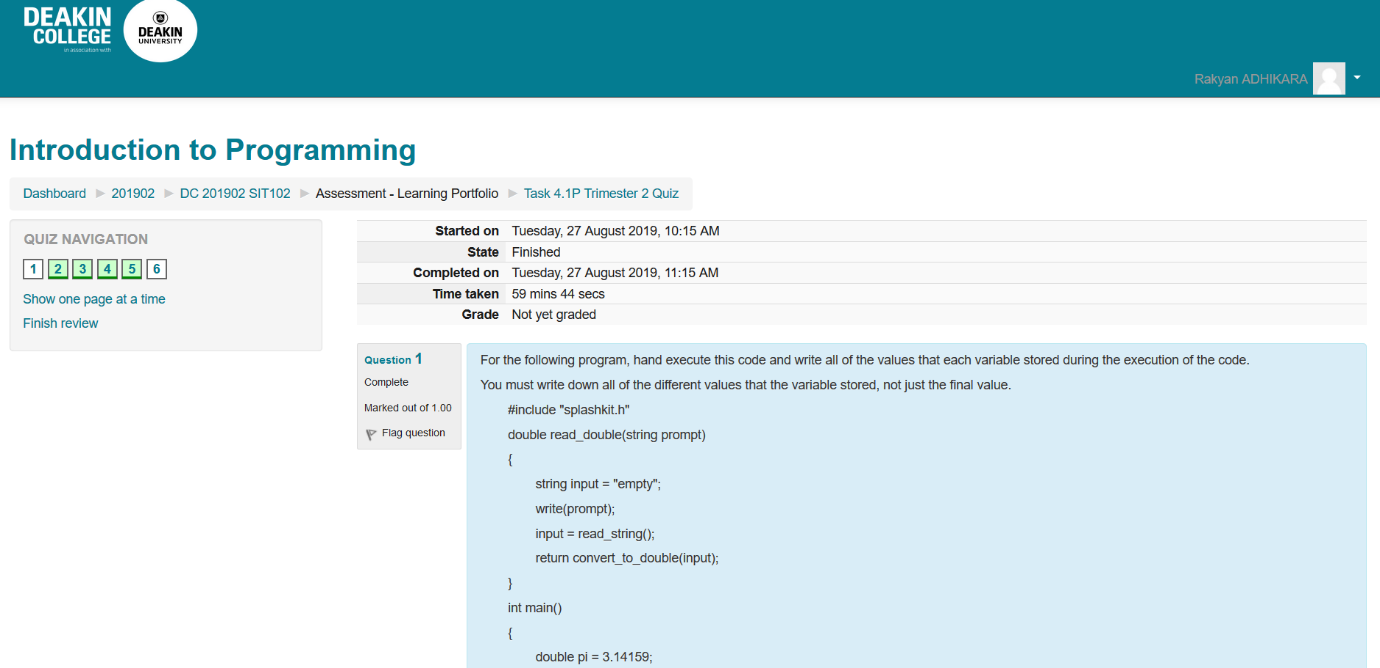 DEAKIN
COLLEGE
in association with
DEAKIN
UNIVERSITY
Rakyan ADHIKARA
Introduction to Programming
Dashboard ► 201902 ► DC 201902 SIT102 ► Assessment - Learning Portfolio ► Task 4.1P Trimester 2 Quiz
QUIZ NAVIGATION
1 2 3 4 5 6
Show one page at a time
Finish review
Started on Tuesday, 27 August 2019, 10:15 AM
State Finished
Completed on Tuesday, 27 August 2019, 11:15 AM
Time taken 59 mins 44 secs
Grade Not yet graded
Question 1
Complete
Marked out of 1.00
Flag question
For the following program, hand execute this code and write all of the values that each variable stored during the execution of the code.
You must write down all of the different values that the variable stored, not just the final value.
#include "splashkit.h"
double read_double(string prompt)
{
string input = "empty";
write(prompt);
input = read_string();
return convert_to_double(input);
}
int main()
{
double pi = 3.14159;